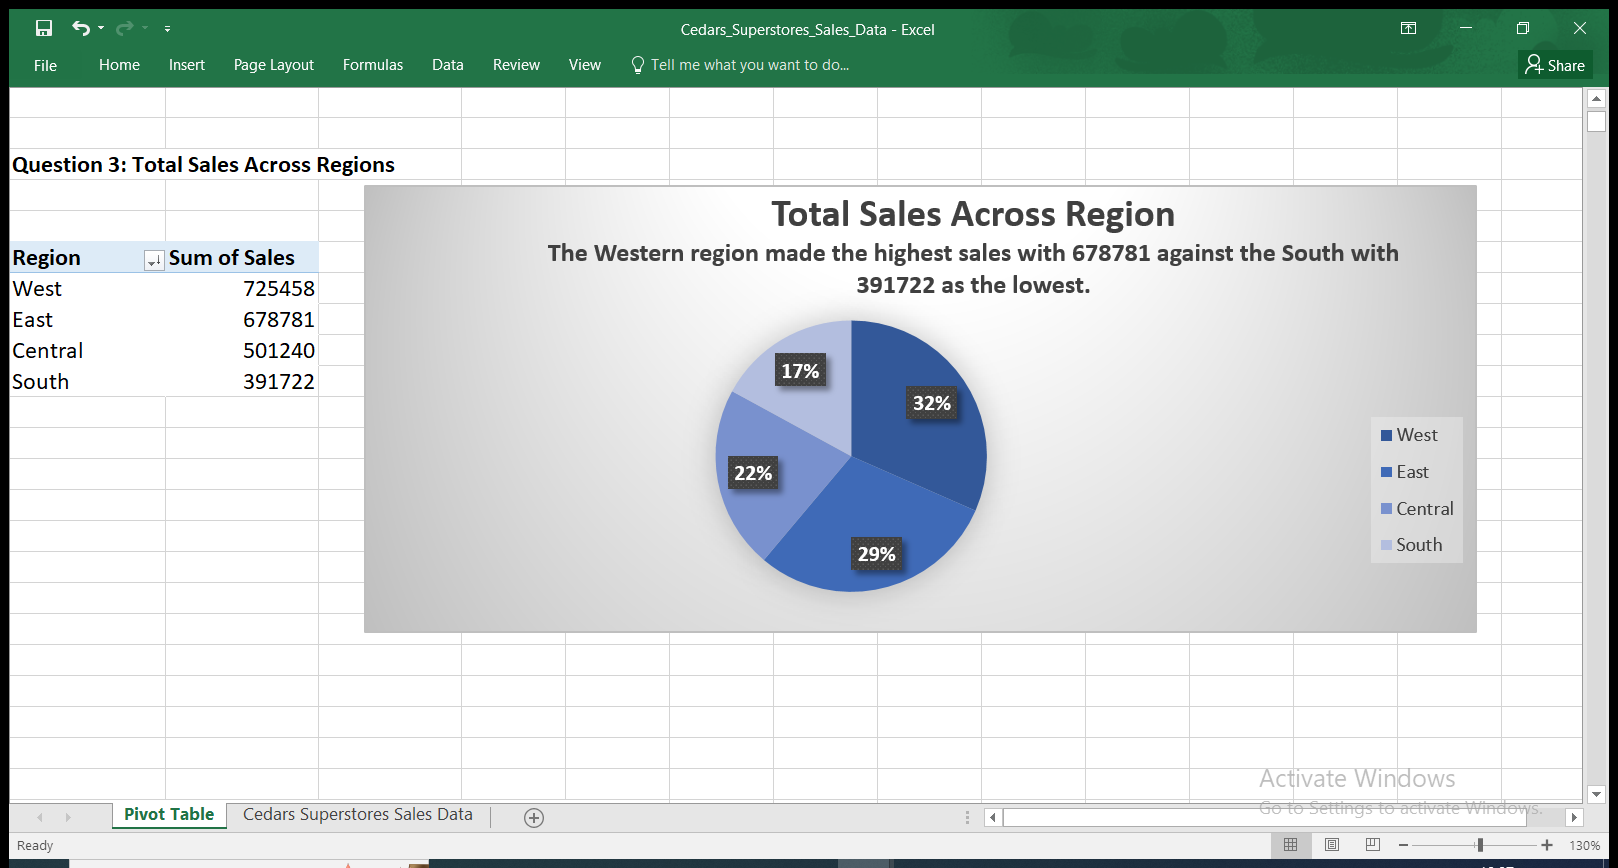 Cedars_Superstores_Sales_Data - Excel
File Home Insert Page Layout Formulas Data Review View Tell me what you want to do... Share
Question 3: Total Sales Across Regions
Region Sum of Sales
West 725458
East 678781
Central 501240
South 391722
Total Sales Across Region
The Western region made the highest sales with 678781 against the South with
391722 as the lowest.
17%
32%
22%
29%
West
East
Central
South
Activate Windows
Go to Settings to activate Windows.
Pivot Table Cedars Superstores Sales Data
Ready 130%